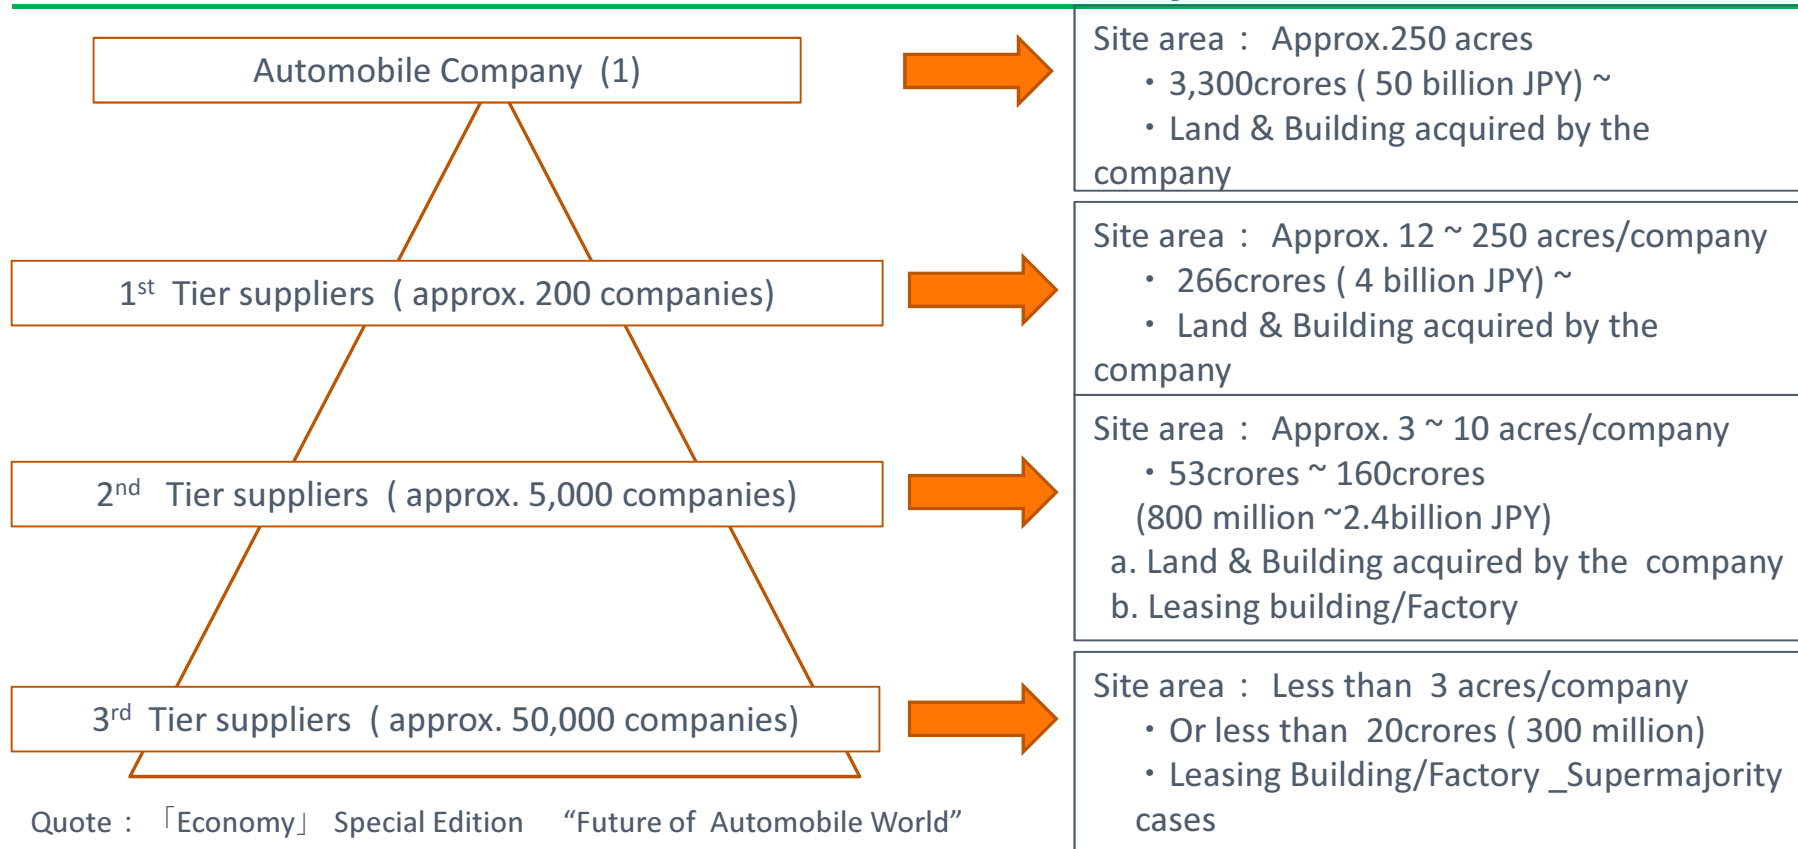 Automobile Company (1)
Site area : Approx.250 acres
・3,300crores ( 50 billion JPY) ~
・Land & Building acquired by the
company
1st Tier suppliers ( approx. 200 companies)
Site area : Approx. 12 ~ 250 acres/company
・ 266crores ( 4 billion JPY) ~
・ Land & Building acquired by the
company
2nd Tier suppliers ( approx. 5,000 companies)
Site area : Approx. 3 ~ 10 acres/company
・53crores ~ 160crores
(800 million ~2.4billion JPY)
a. Land & Building acquired by the company
b. Leasing building/Factory
3rd Tier suppliers ( approx. 50,000 companies)
Site area : Less than 3 acres/company
・Or less than 20crores ( 300 million)
・Leasing Building/Factory _Supermajority
cases
Quote : 「Economy」 Special Edition “Future of Automobile World”